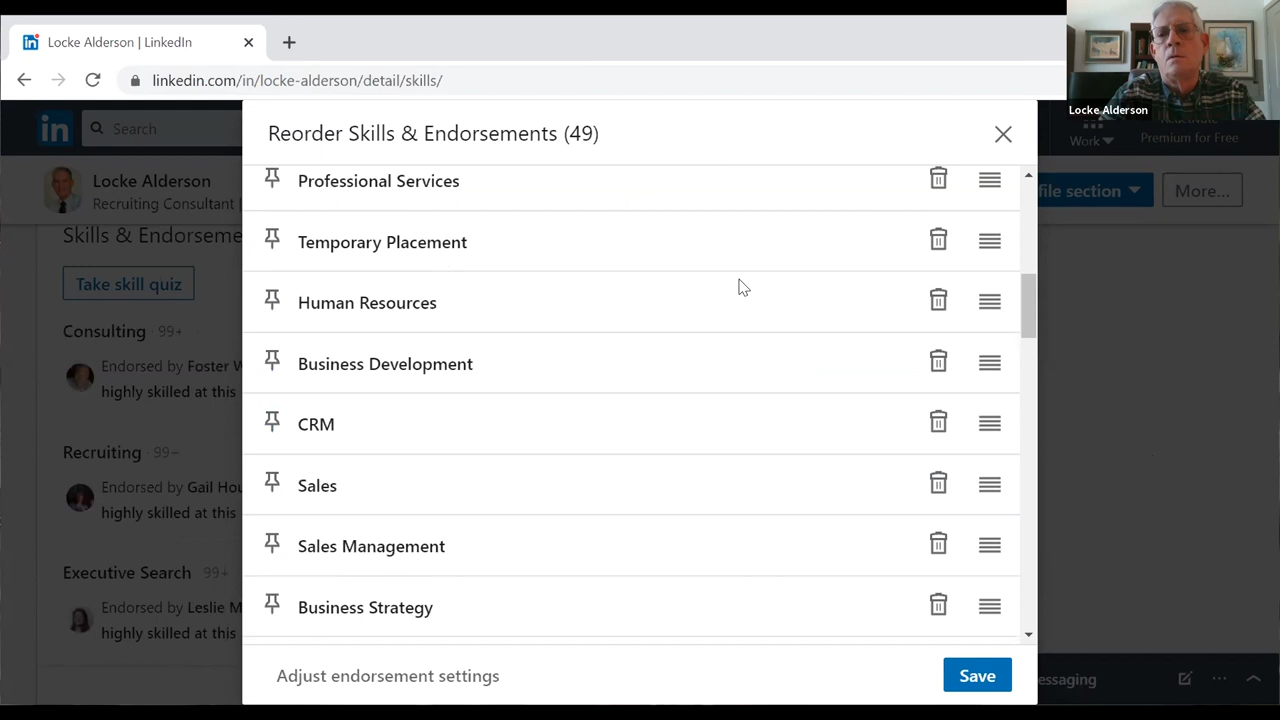 Locke Alderson | LinkedIn
linkedin.com/in/locke-alderson/detail/skills/
Locke Alderson
in
Search
Work
Premium for Free
Reorder Skills & Endorsements (49)
Locke Alderson
Recruiting Consultant |
file section
More...
Skills & Endorseme
Take skill quiz
Consulting · 99+
Endorsed by Foster W
highly skilled at this
Recruiting · 99+
Endorsed by Gail Hou
highly skilled at this
Executive Search 99+
Endorsed by Leslie M
highly skilled at this
Professional Services
Temporary Placement
Human Resources
Business Development
CRM
Sales
Sales Management
Business Strategy
Adjust endorsement settings
Save
essaging